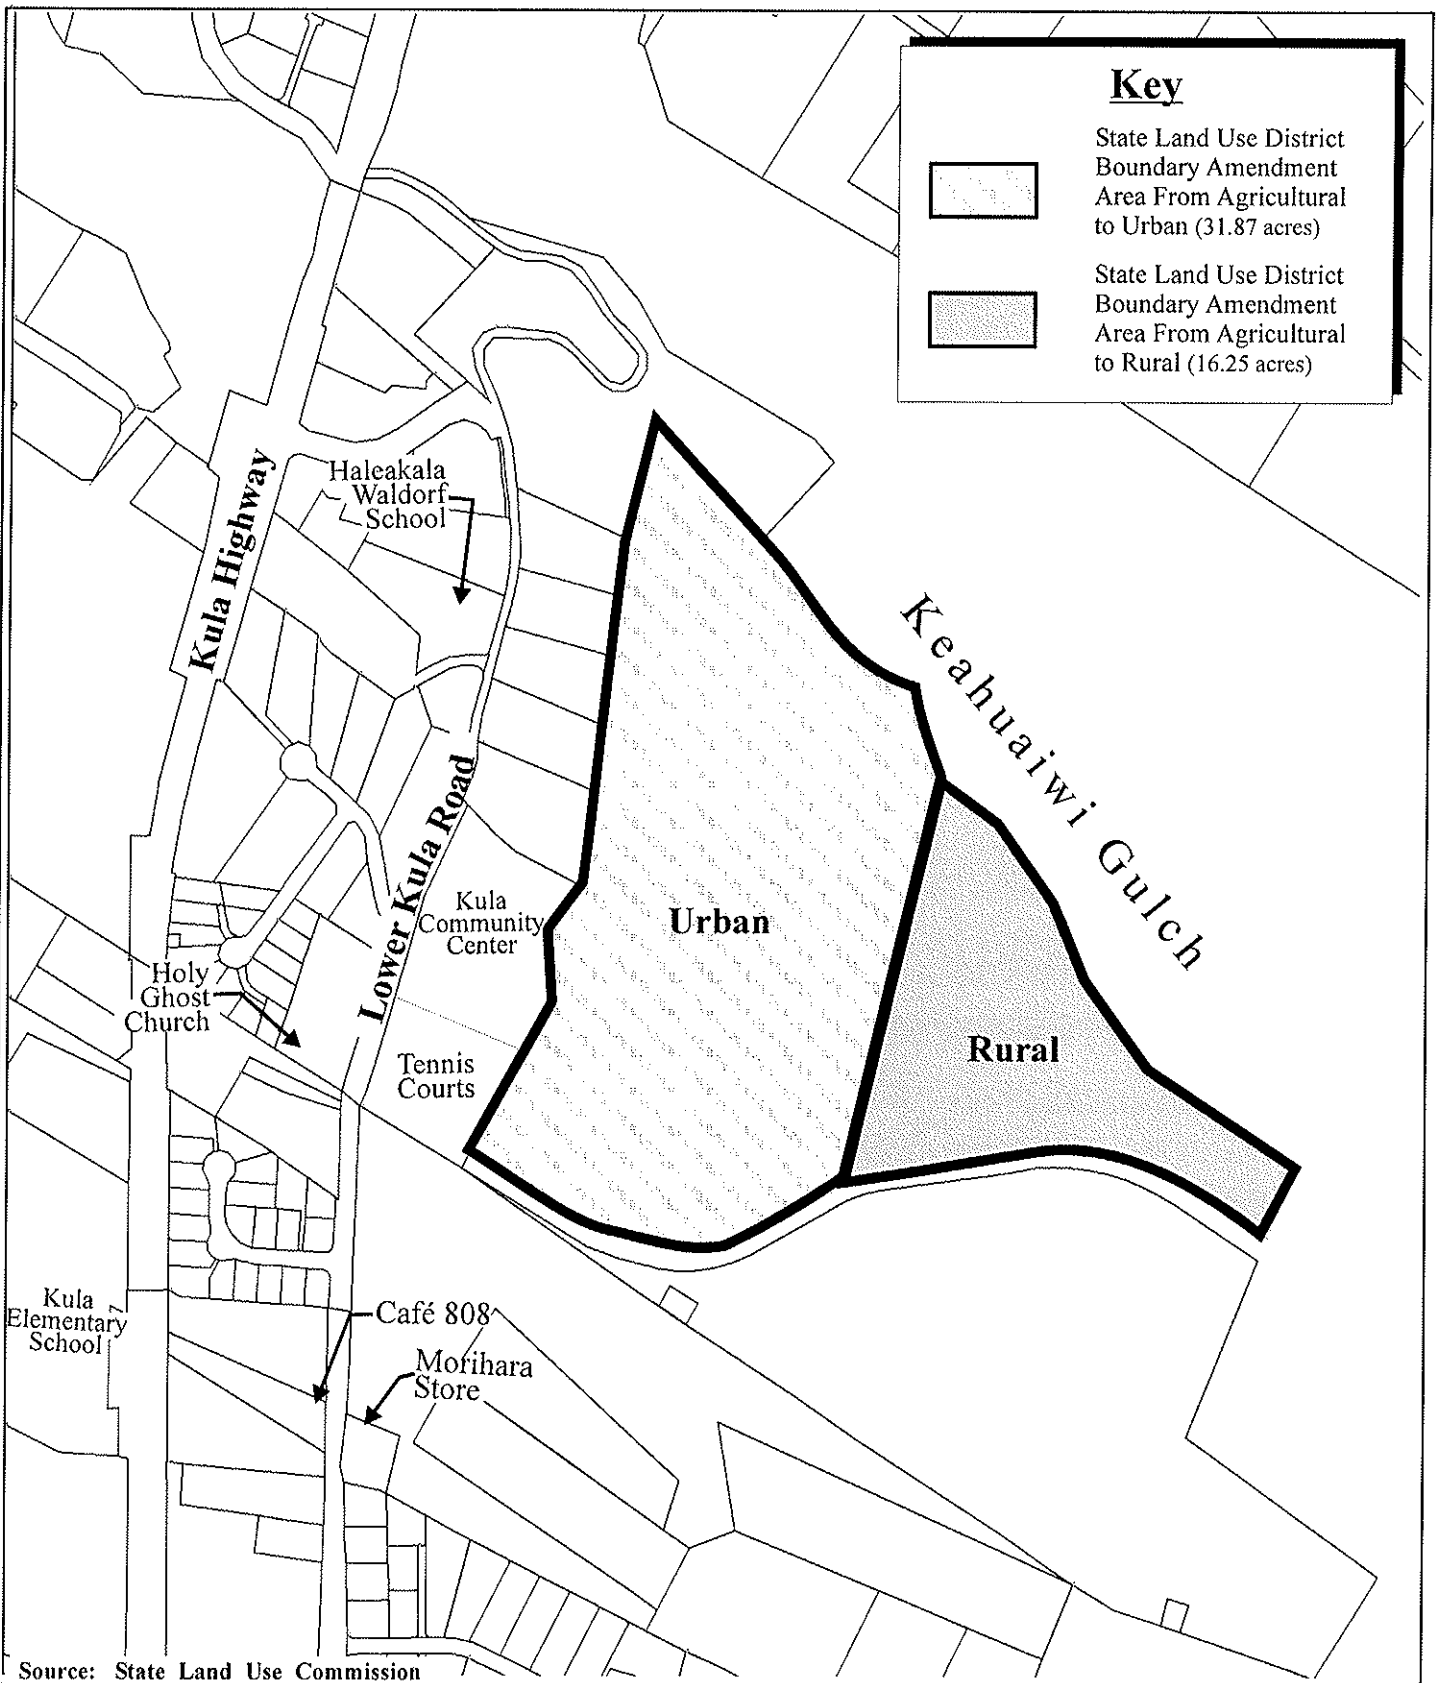 Key
State Land Use District
Boundary Amendment
Area From Agricultural
to Urban (31.87 acres)
State Land Use District
Boundary Amendment
Area From Agricultural
to Rural (16.25 acres)
Haleakala
Waldorf
School
Kula Highway
Keahuaiwi Gulch
Lower Kula Road
Kula
Community
Center
Urban
Holy
Ghost
Church
Rural
Tennis
Courts
Kula
Elementary
School
Café 808
Morihara
Store
Source: State Land Use Commission